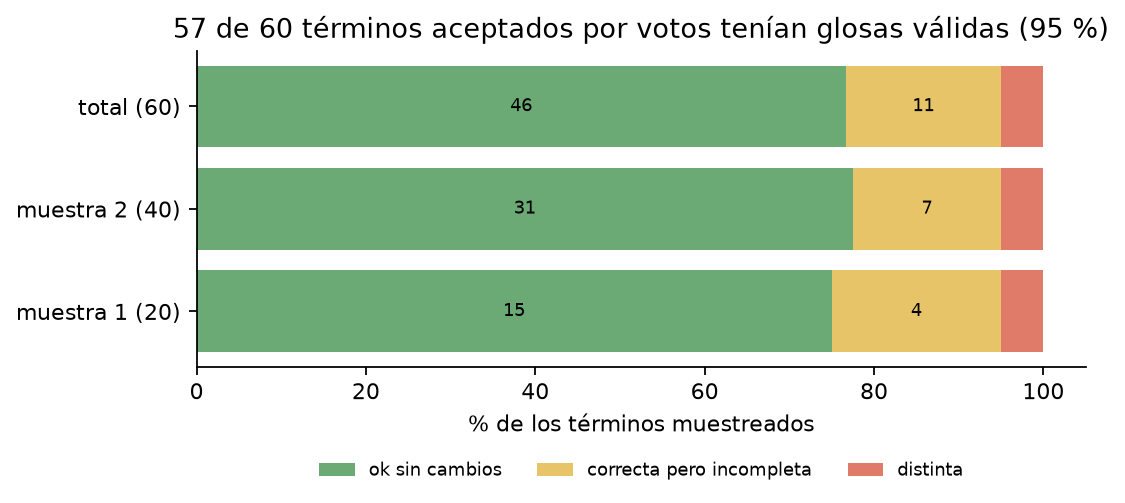 57 de 60 términos aceptados por votos tenían glosas válidas (95 %)
total (60)
46
11
muestra 2 (40)
31
7
muestra 1 (20)
15
4
0
20
40
60
80
100
% de los términos muestreados
ok sin cambios
correcta pero incompleta
distinta